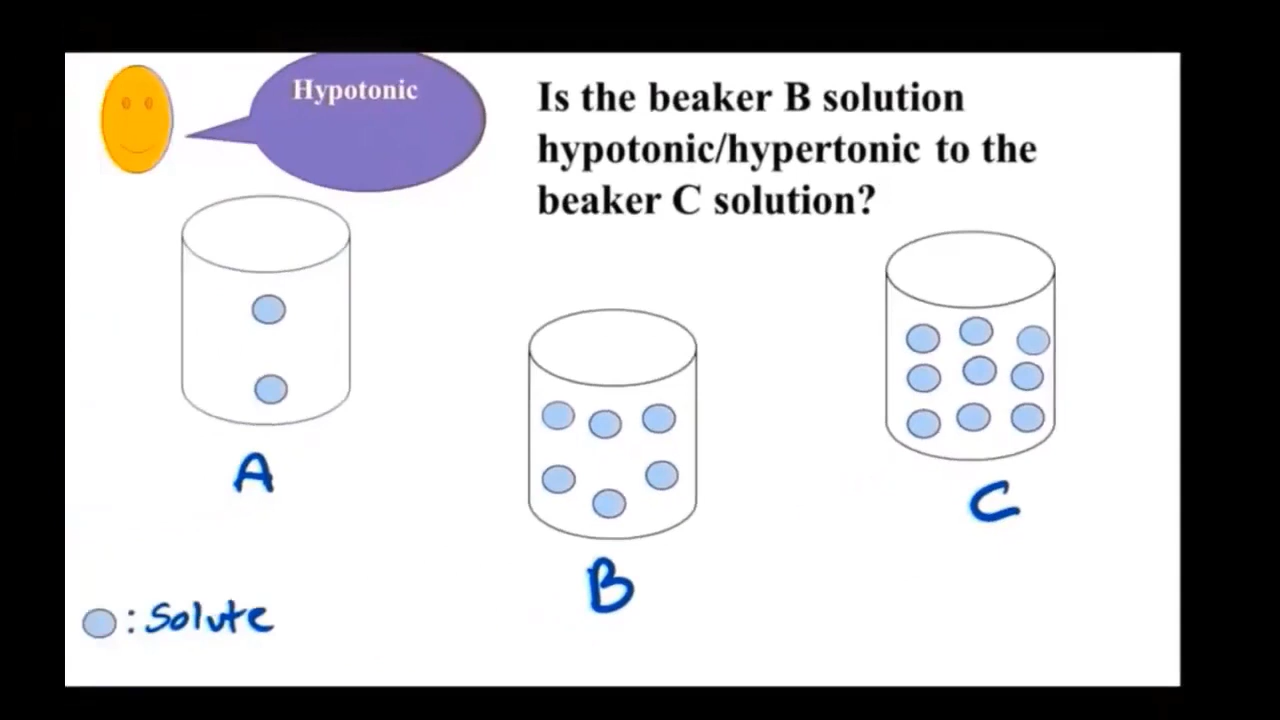 Hypotonic
Is the beaker B solution
hypotonic/hypertonic to the
beaker C solution?
A
B
C
: Solute